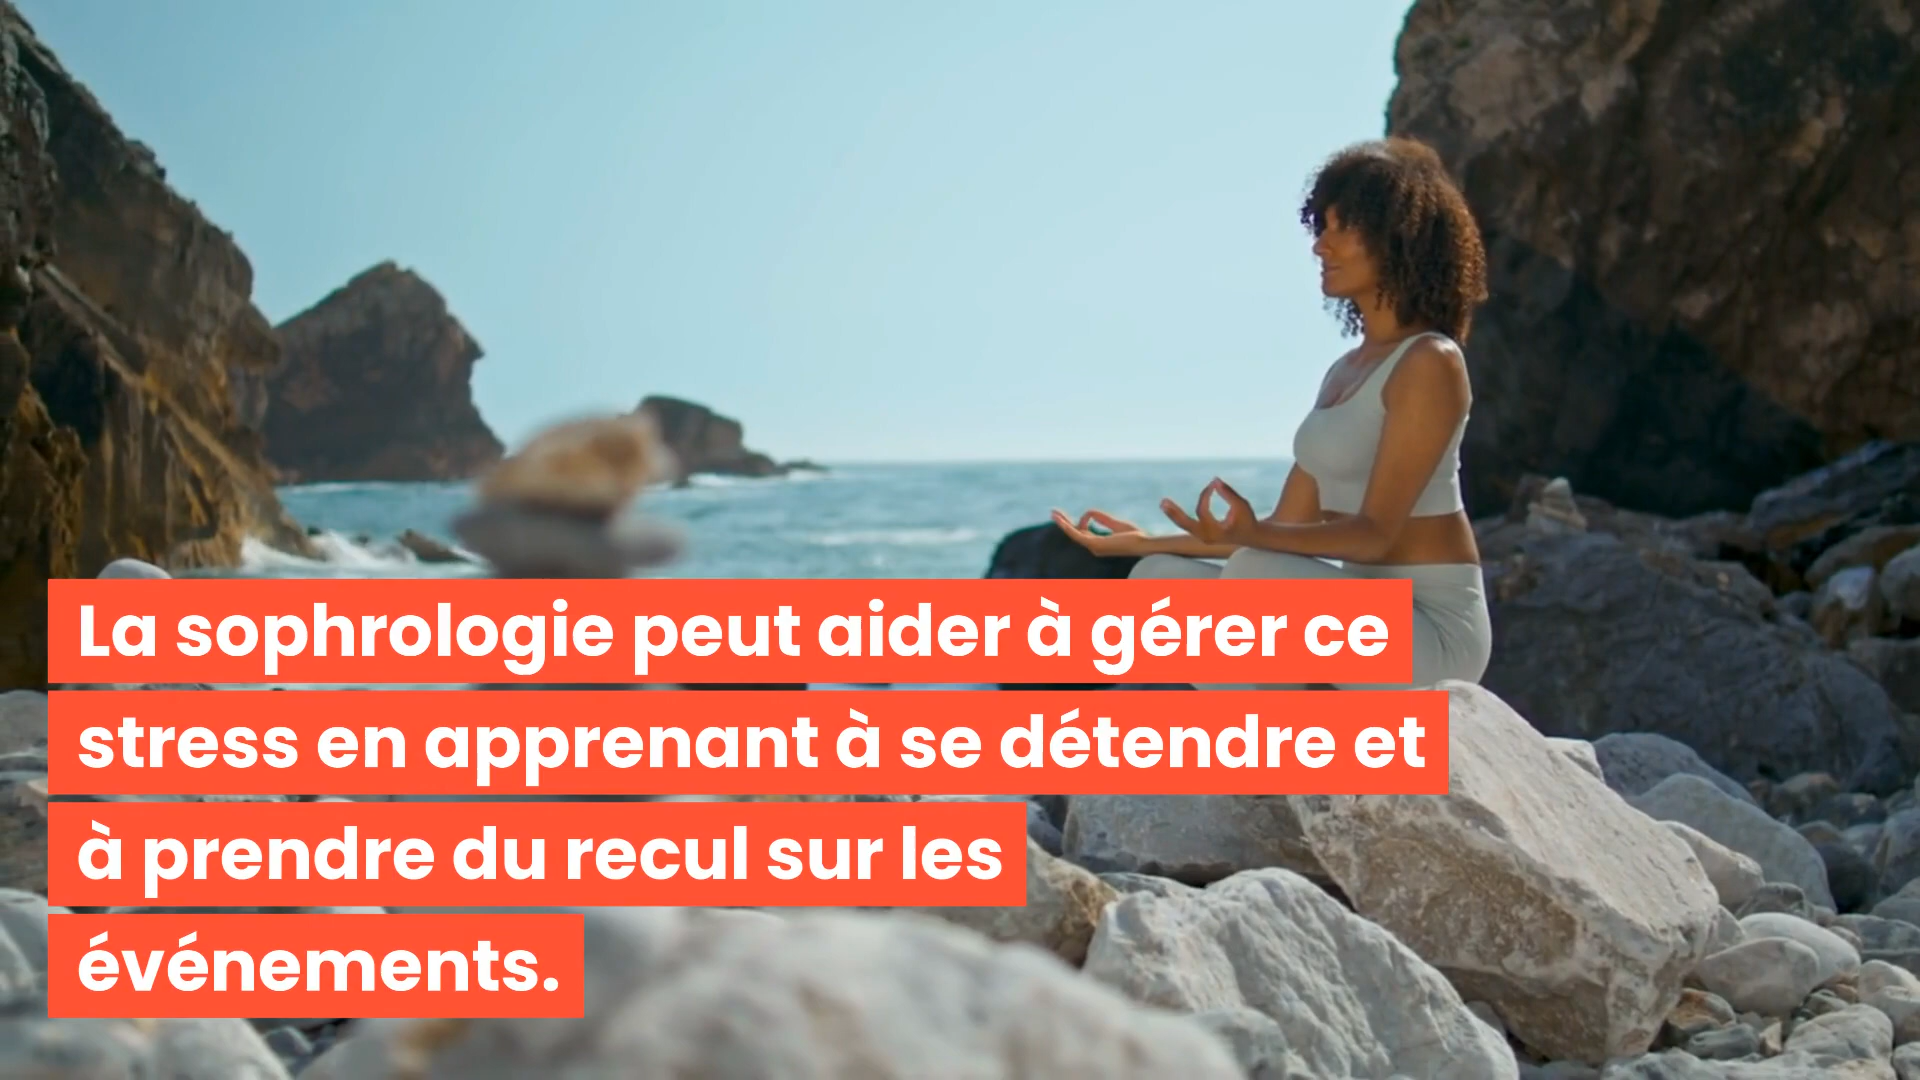 La sophrologie peut aider à gérer ce
stress en apprenant à se détendre et
à prendre du recul sur les
événements.